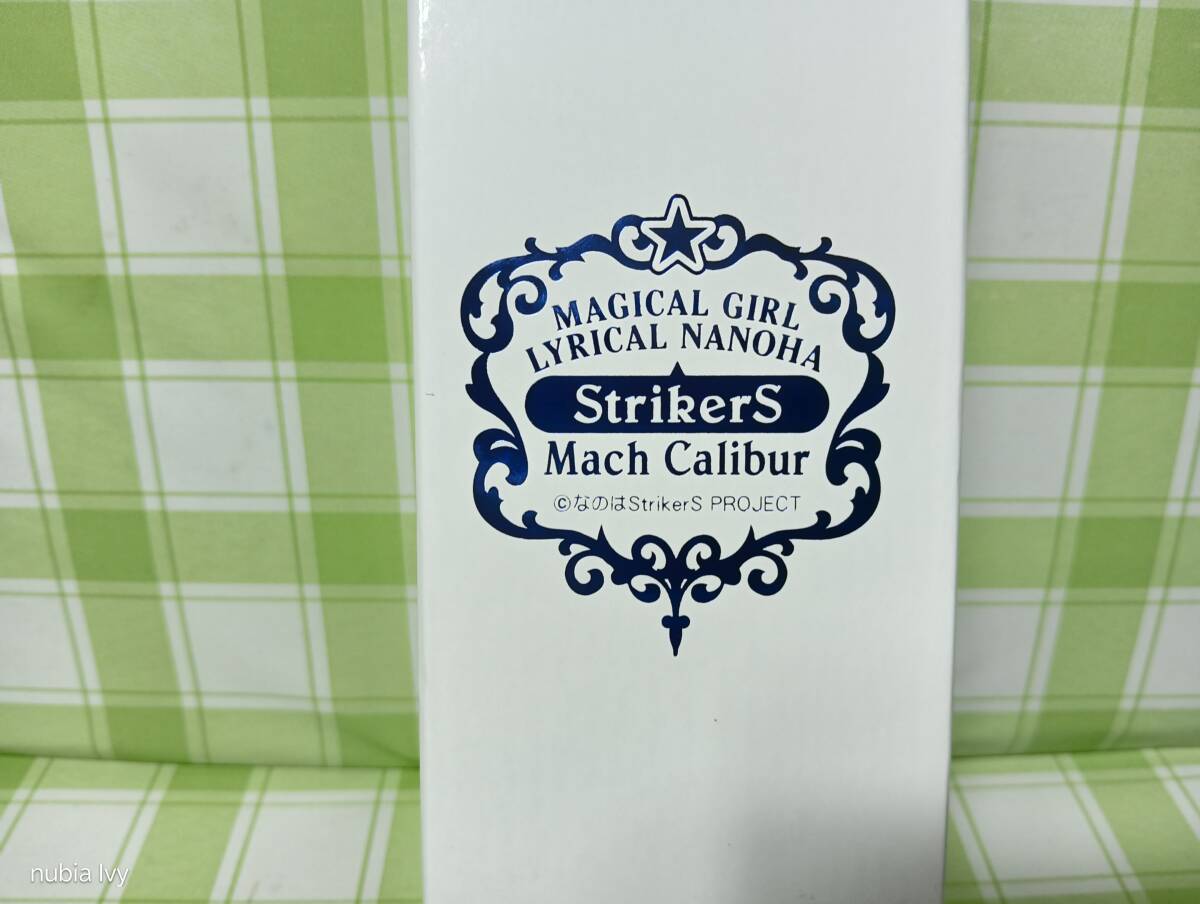 MAGICAL GIRL
LYRICAL NANOHA
StrikerS
Mach Calibur
©なのはStrikerS PROJECT
nubia Ivy